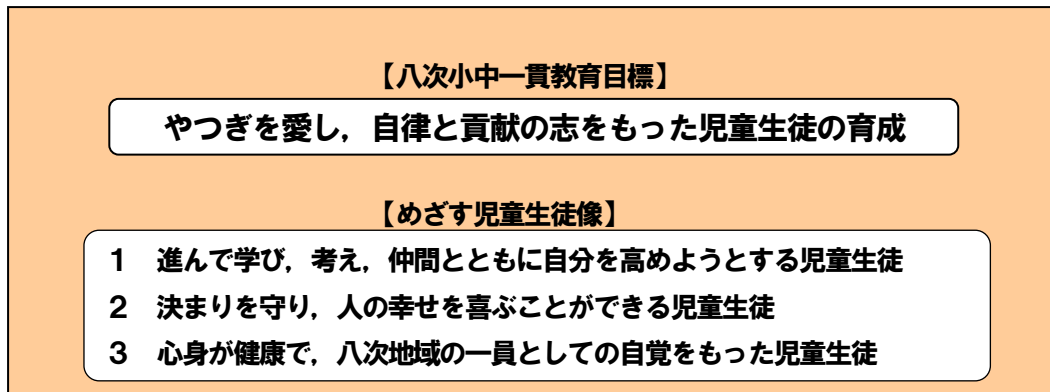 【八次小中一貫教育目標】
やつぎを愛し，自律と貢献の志をもった児童生徒の育成
【めざす児童生徒像】
1　進んで学び，考え，仲間とともに自分を高めようとする児童生徒
2　決まりを守り，人の幸せを喜ぶことができる児童生徒
3　心身が健康で，八次地域の一員としての自覚をもった児童生徒